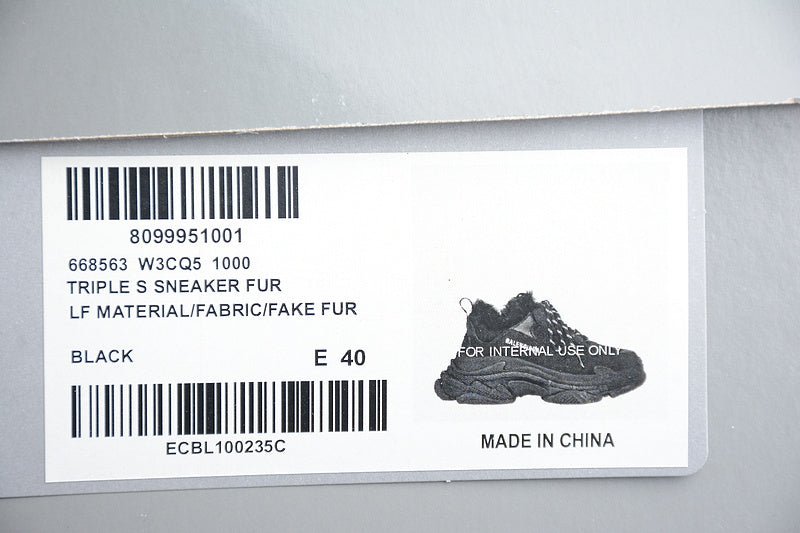 8099951001
668563 W3CQ5 1000
TRIPLE S SNEAKER FUR
LF MATERIAL/FABRIC/FAKE FUR
BLACK
E 40
ECBL100235C
BALENCIAGA
FOR INTERNAL USE ONLY
MADE IN CHINA